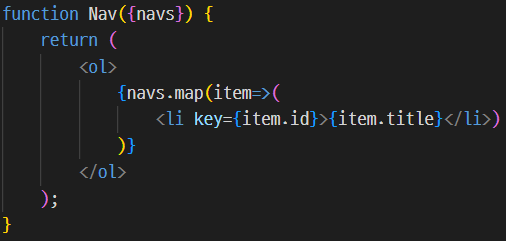 function Nav({navs}) {
    return (
        <ol>
            {navs.map(item=>(
                <li key={item.id}>{item.title}</li>)
            )}
        </ol>
    );
}